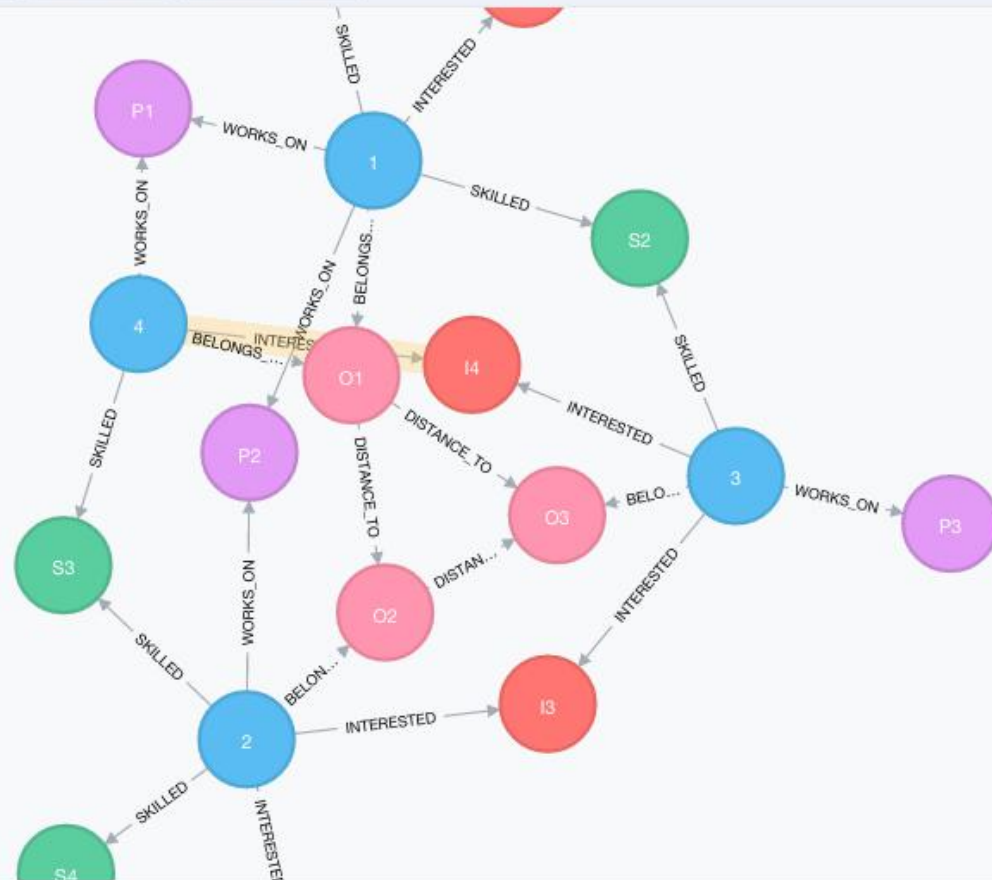 SKILLED
INTERESTED
P1
WORKS_ON
1
SKILLED
S2
WORKS_ON
BELONGS...
WORKS_ON
4
INTERES
BELONGS_...
O1
I4
SKILLED
INTERESTED
DISTANCE_TO
SKILLED
P2
DISTANCE_TO
3
BELO...
WORKS_ON
O3
P3
S3
DISTAN...
INTERESTED
WORKS_ON
O2
SKILLED
BELON...
I3
INTERESTED
2
SKILLED
INTERESTE
S4